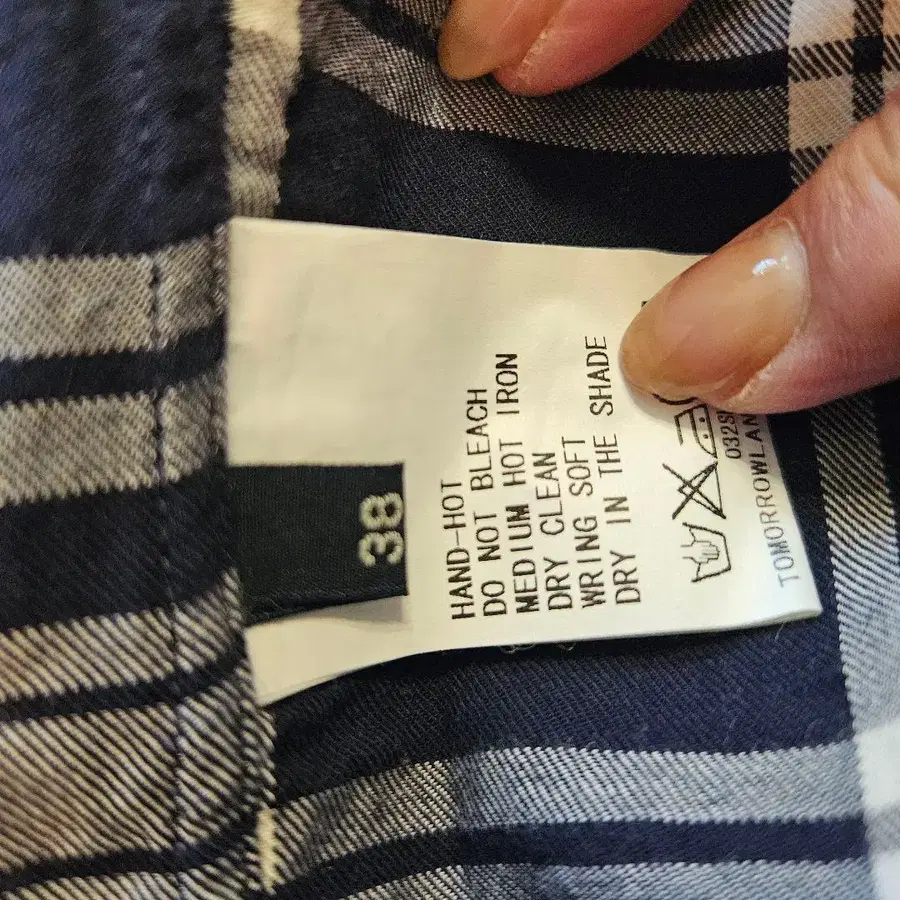 38
HAND-HOT
DO NOT BLEACH
MEDIUM HOT IRON
DRY CLEAN
WRING SOFT
DRY IN THE SHADE
TOMORROWLAN